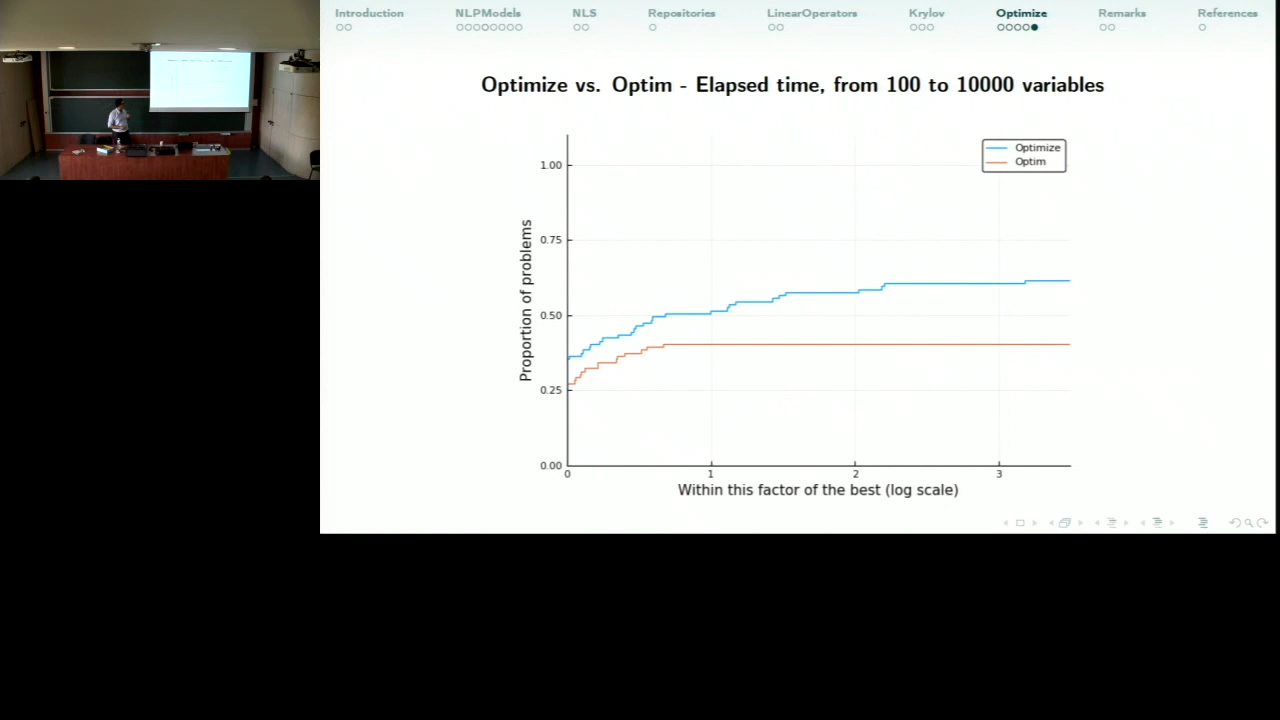 Introduction NLPModels NLS Repositories LinearOperators Krylov Optimize Remarks References
Optimize vs. Optim - Elapsed time, from 100 to 10000 variables
Optimize
Optim
1.00
0.75
0.50
0.25
0.00
Proportion of problems
0 1 2 3
Within this factor of the best (log scale)